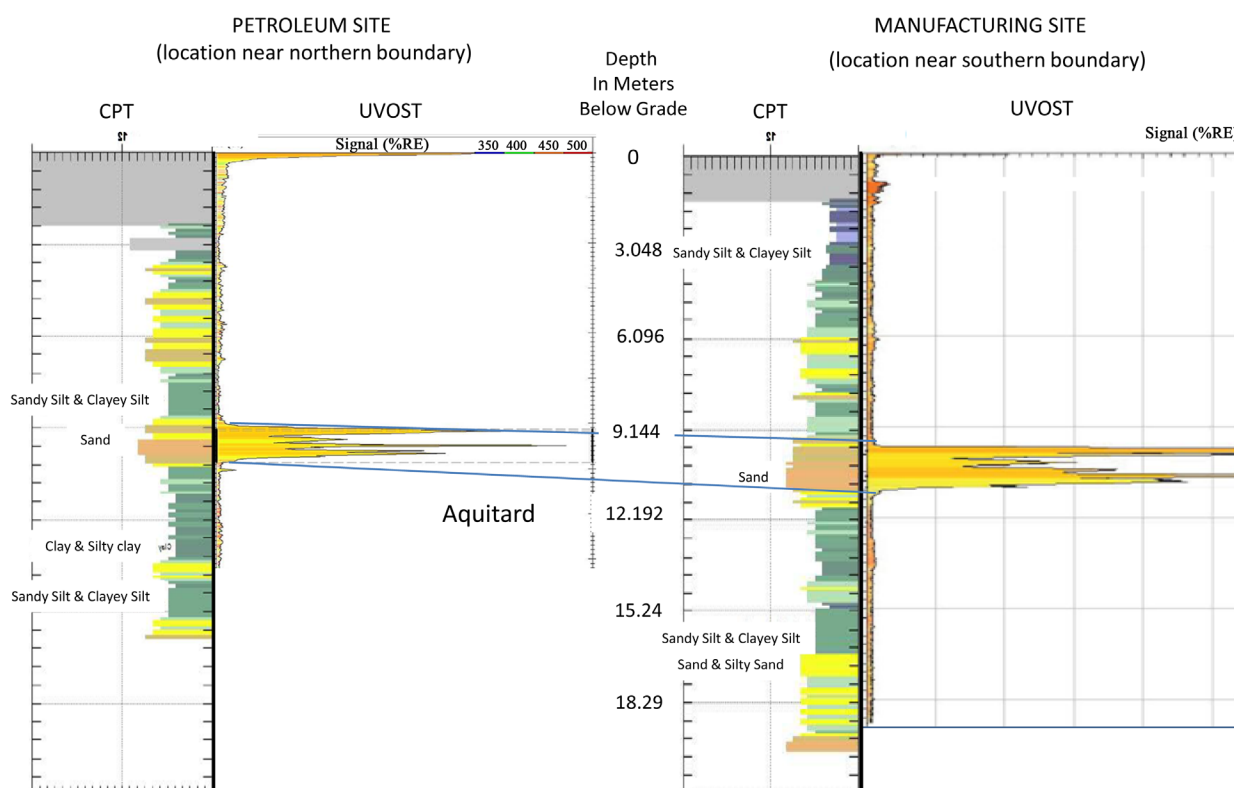 PETROLEUM SITE
(location near northern boundary)
MANUFACTURING SITE
(location near southern boundary)
Depth
In Meters
Below Grade
CPT
UVOST
CPT
UVOST
12
Signal (%RE)
350 400 450 500
12
Signal (%RE)
0
3.048
6.096
9.144
12.192
15.24
18.29
Sandy Silt & Clayey Silt
Sand
Clay & Silty clay
Clay
Sandy Silt & Clayey Silt
Aquitard
Sandy Silt & Clayey Silt
Sand
Sandy Silt & Clayey Silt
Sand & Silty Sand